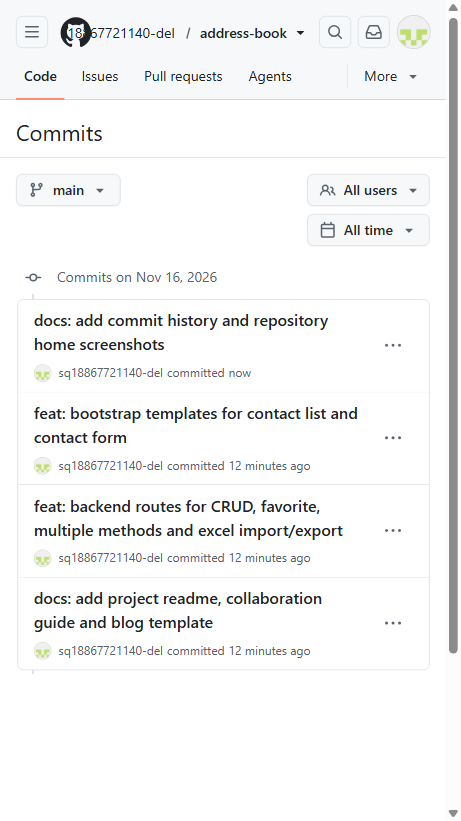 18867721140-del / address-book
Code Issues Pull requests Agents More
Commits
main
All users
All time
Commits on Nov 16, 2026
docs: add commit history and repository
home screenshots
sq18867721140-del committed now
feat: bootstrap templates for contact list and
contact form
sq18867721140-del committed 12 minutes ago
feat: backend routes for CRUD, favorite,
multiple methods and excel import/export
sq18867721140-del committed 12 minutes ago
docs: add project readme, collaboration
guide and blog template
sq18867721140-del committed 12 minutes ago